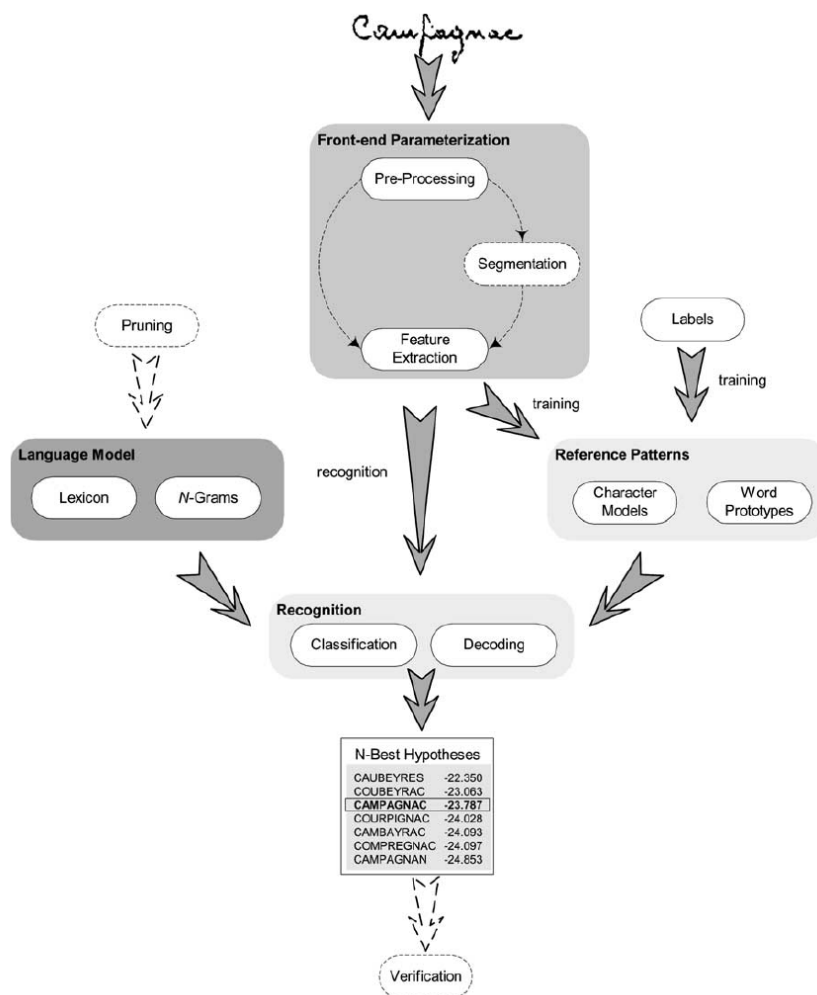 Campagnac
Front-end Parameterization
Pre-Processing
Segmentation
Feature
Extraction
Pruning
Labels
training
training
Language Model
Lexicon
N-Grams
recognition
Reference Patterns
Character
Models
Word
Prototypes
Recognition
Classification
Decoding
N-Best Hypotheses
CAUBEYRES -22.350
COUBEYRAC -23.063
CAMPAGNAC -23.787
COURPIGNAC -24.028
CAMBAYRAC -24.093
COMPREGNAC -24.097
CAMPAGNAN -24.853
Verification